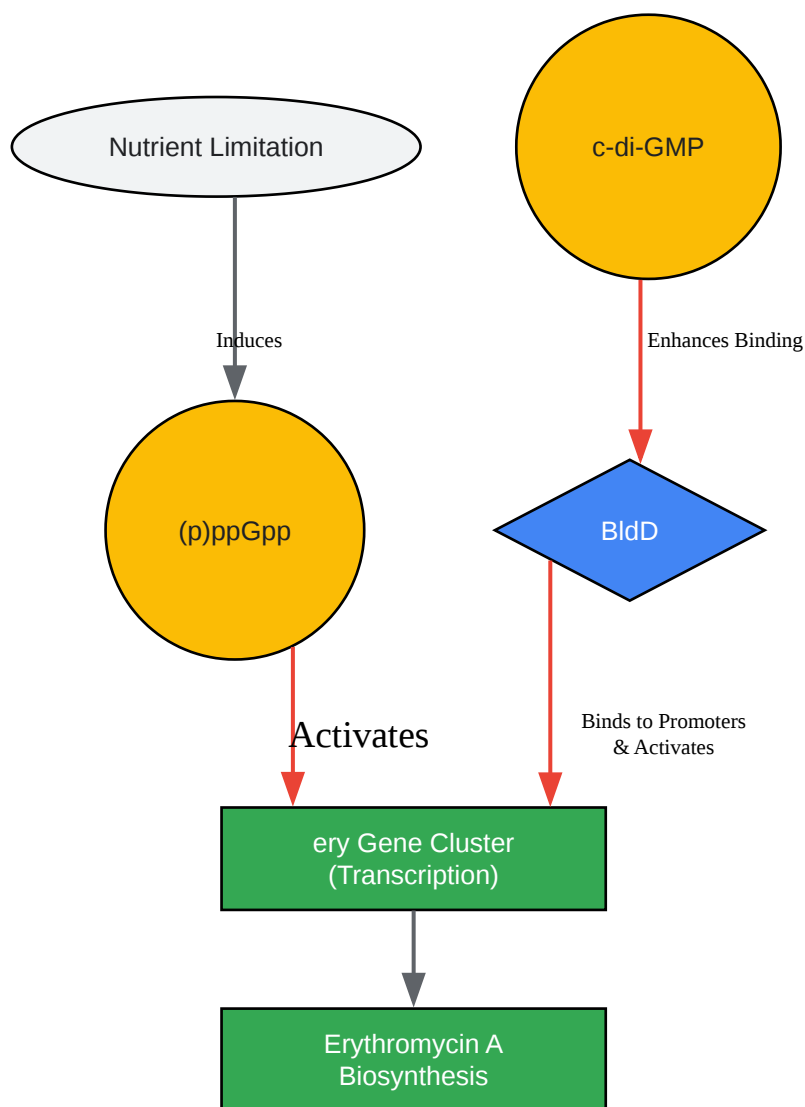 Nutrient Limitation
c-di-GMP
Induces
Enhances Binding
(p)ppGpp
BldD
Activates
Binds to Promoters
& Activates
ery Gene Cluster
(Transcription)
Erythromycin A
Biosynthesis